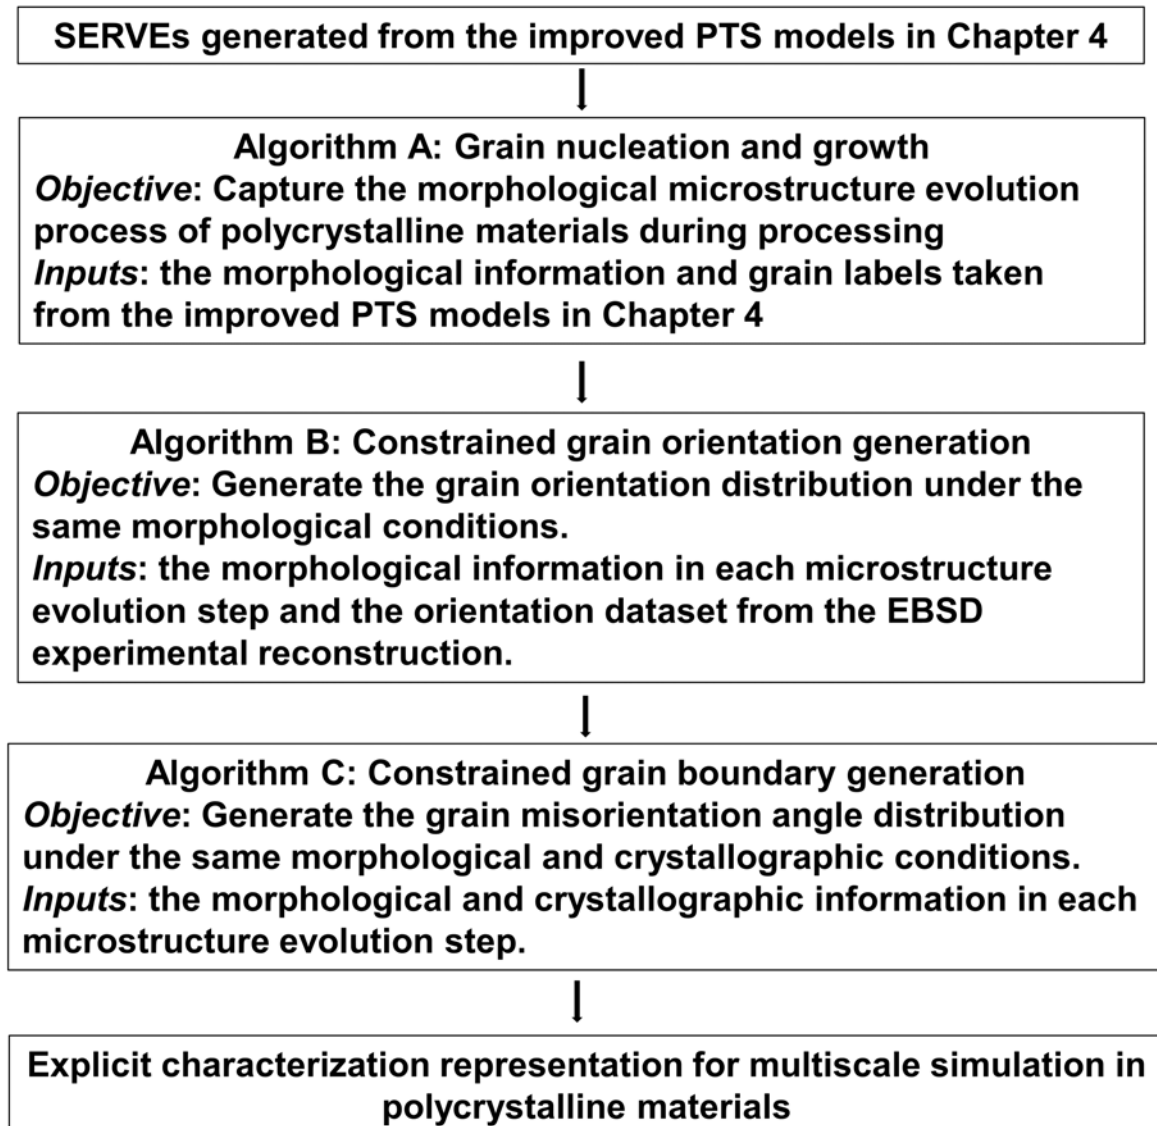 SERVEs generated from the improved PTS models in Chapter 4
Algorithm A: Grain nucleation and growth
Objective: Capture the morphological microstructure evolution
process of polycrystalline materials during processing
Inputs: the morphological information and grain labels taken
from the improved PTS models in Chapter 4
Algorithm B: Constrained grain orientation generation
Objective: Generate the grain orientation distribution under the
same morphological conditions.
Inputs: the morphological information in each microstructure
evolution step and the orientation dataset from the EBSD
experimental reconstruction.
Algorithm C: Constrained grain boundary generation
Objective: Generate the grain misorientation angle distribution
under the same morphological and crystallographic conditions.
Inputs: the morphological and crystallographic information in each
microstructure evolution step.
Explicit characterization representation for multiscale simulation in
polycrystalline materials